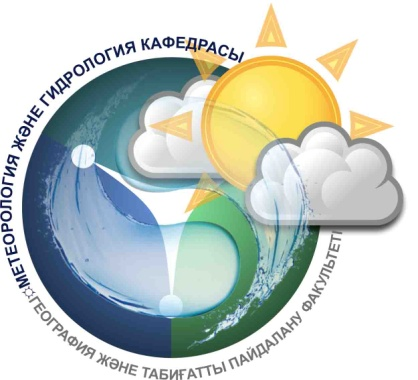 МЕТЕОРОЛОГИЯ ЖӘНЕ ГИДРОЛОГИЯ КАФЕДРАСЫ
ГЕОГРАФИЯ ЖӘНЕ ТАБИҒАТТЫ ПАЙДАЛАНУ ФАКУЛЬТЕТІ